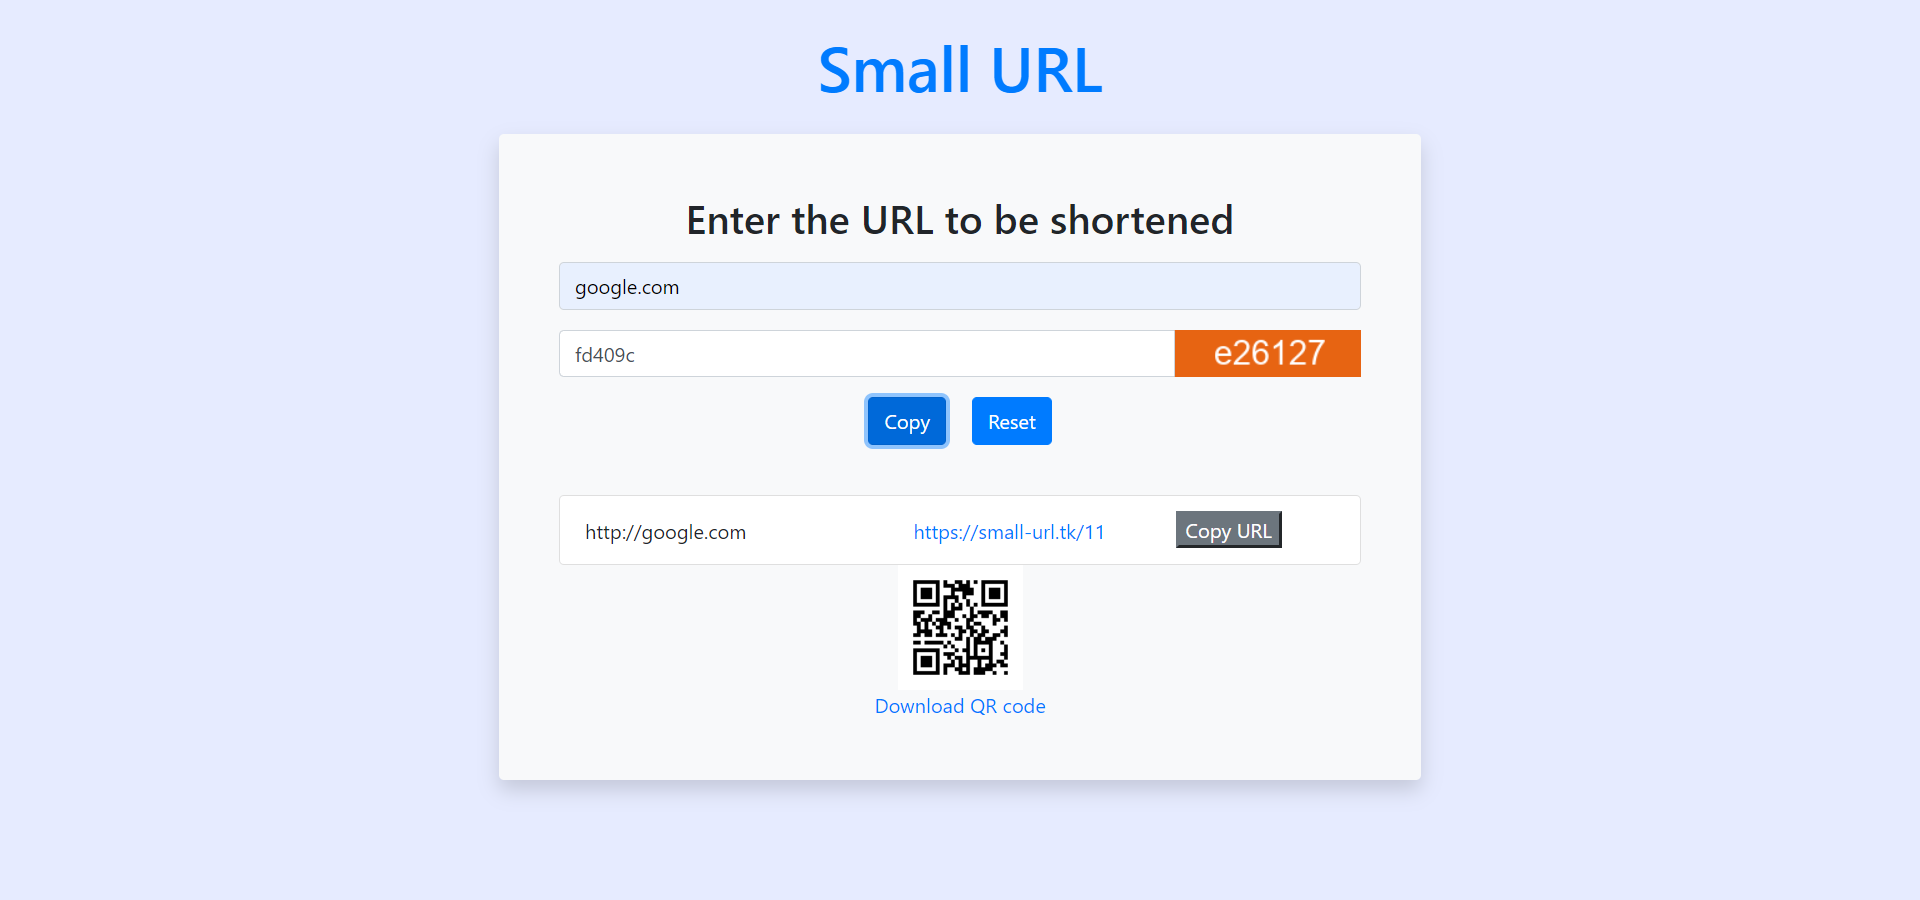 Small URL
Enter the URL to be shortened
google.com
fd409c e26127
Copy Reset
http://google.com https://small-url.tk/11 Copy URL
Download QR code